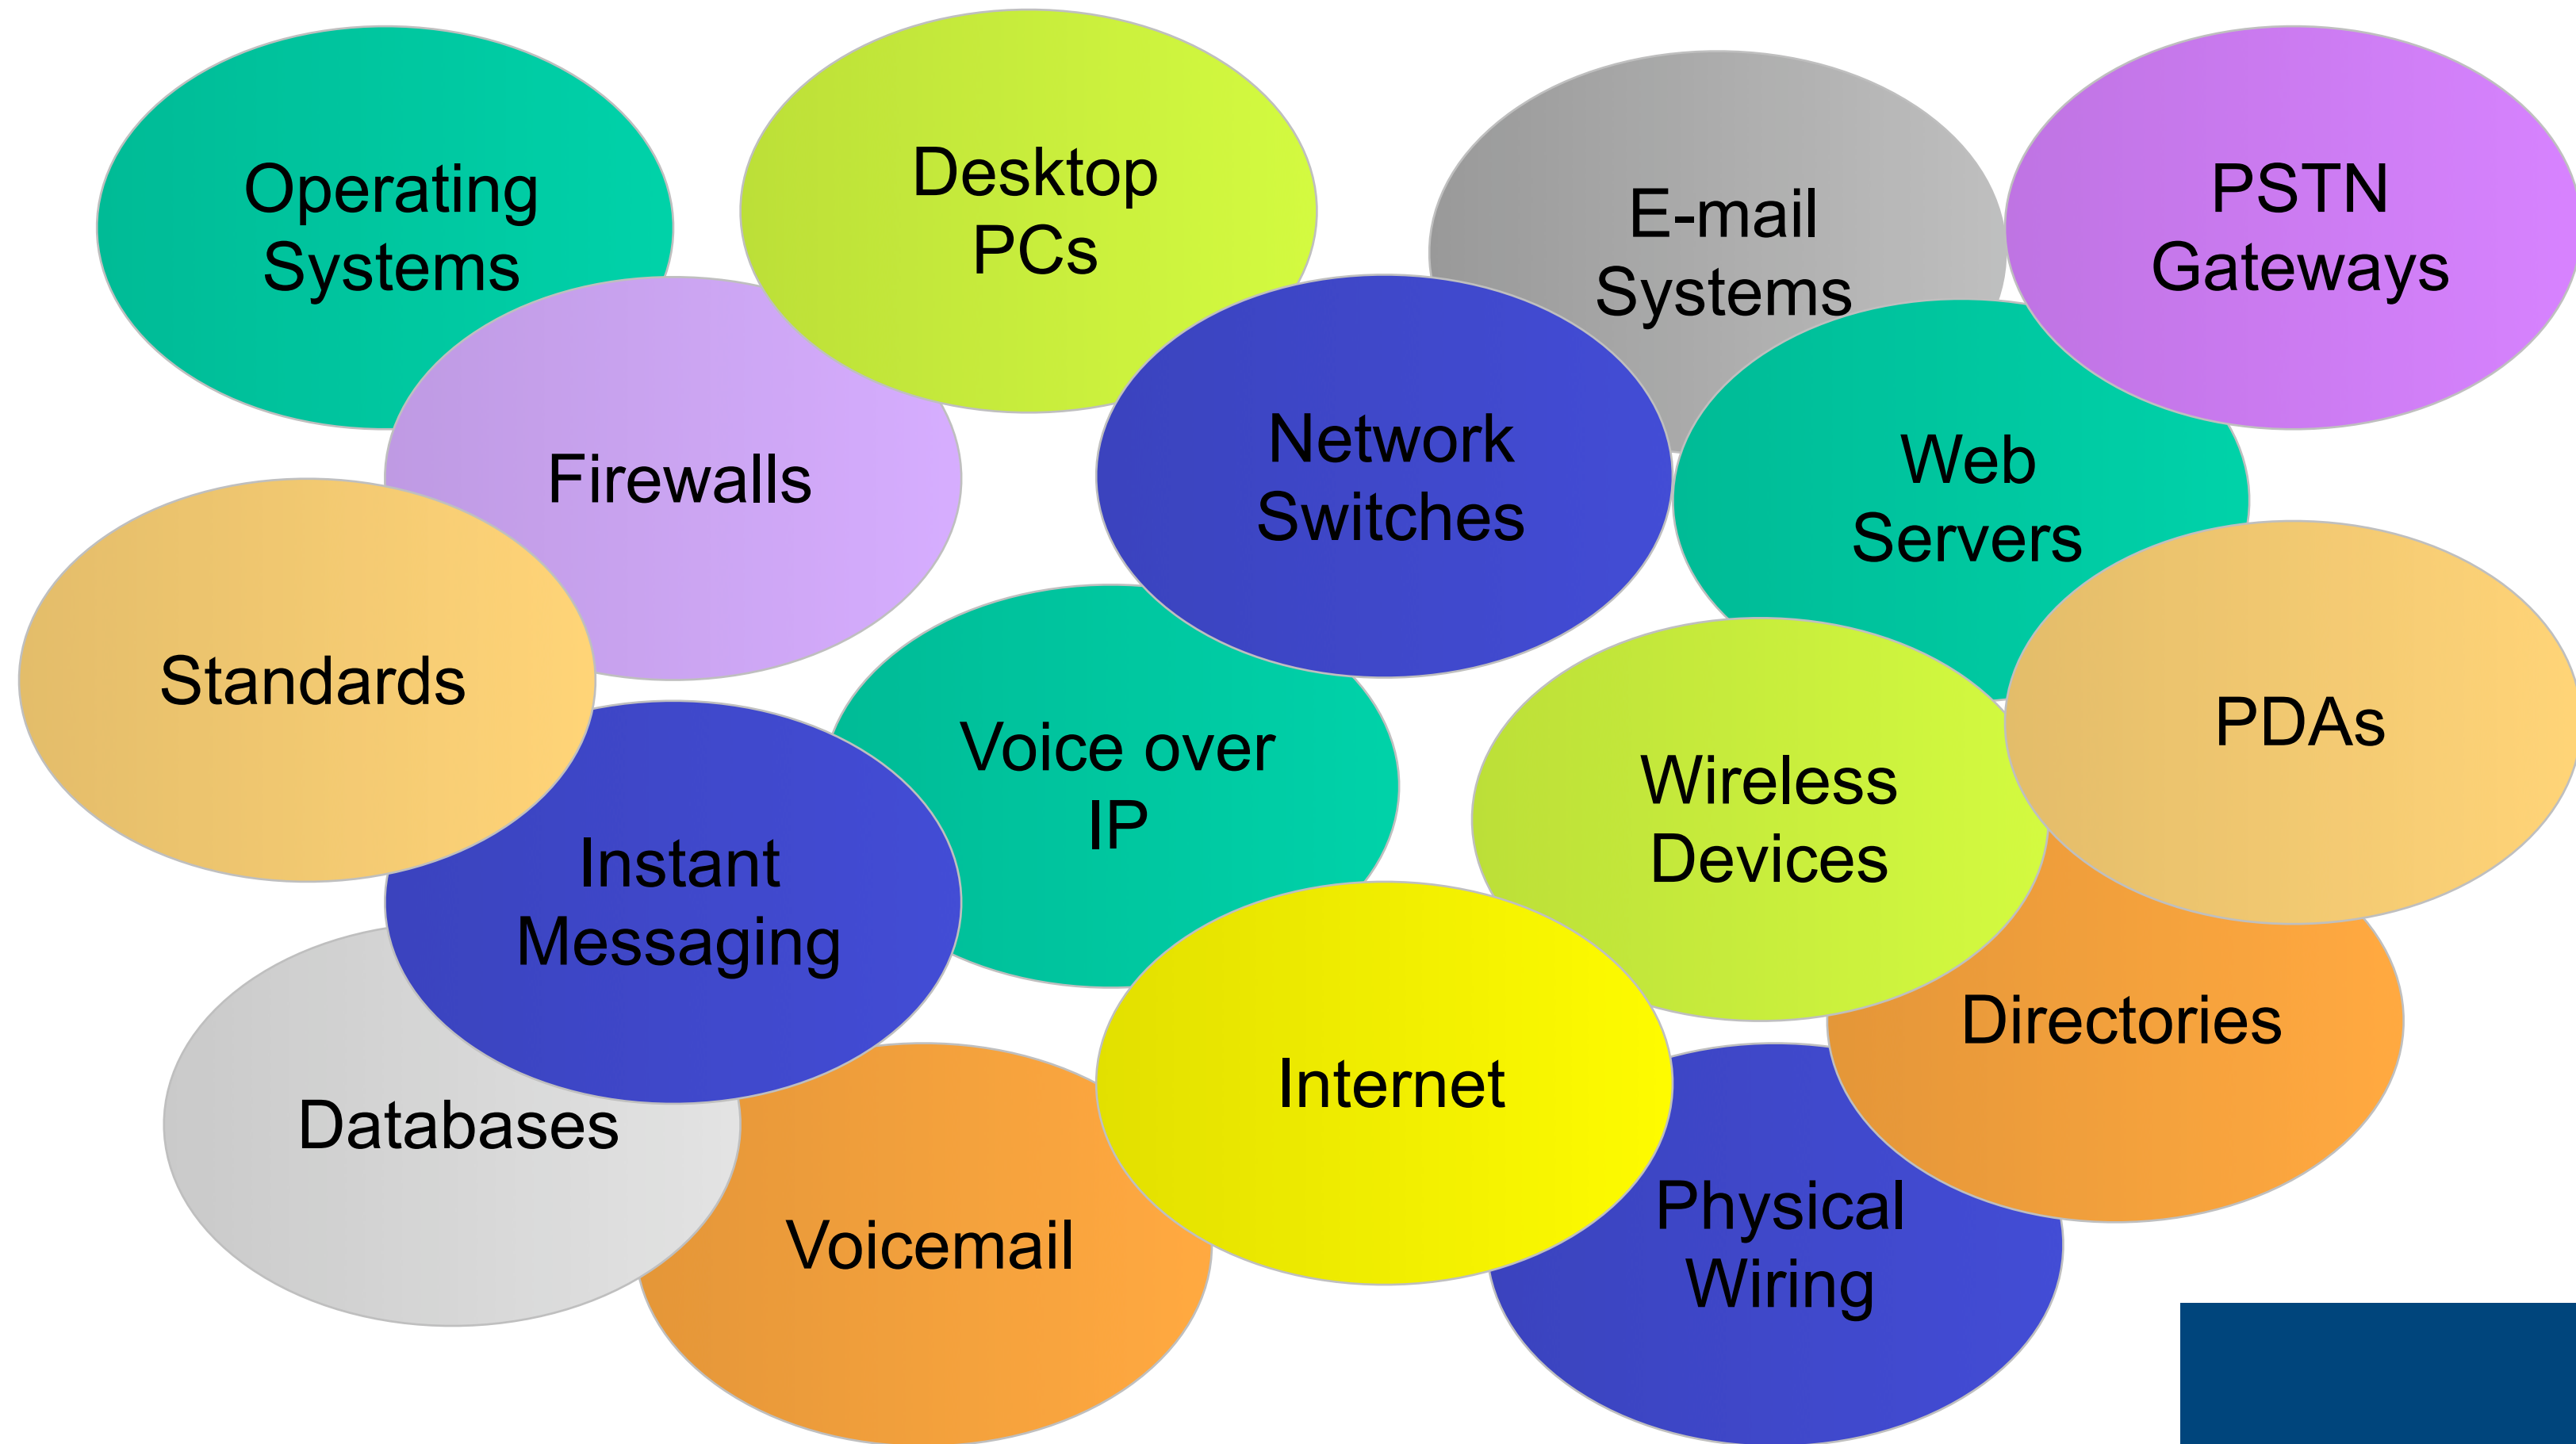 Operating
Systems
Desktop
PCs
E-mail
Systems
PSTN
Gateways
Firewalls
Network
Switches
Web
Servers
Standards
Voice over
IP
Wireless
Devices
PDAs
Instant
Messaging
Directories
Databases
Internet
Voicemail
Physical
Wiring